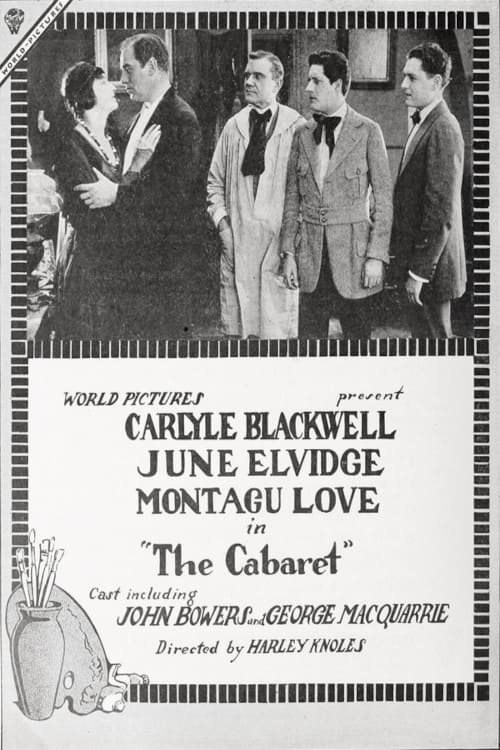 WORLD-PICTURES
WORLD PICTURES present
CARLYLE BLACKWELL
JUNE ELVIDGE
MONTAGU LOVE
in
"The Cabaret"
Cast including
JOHN BOWERS and GEORGE MACQUARRIE
Directed by HARLEY KNOLES